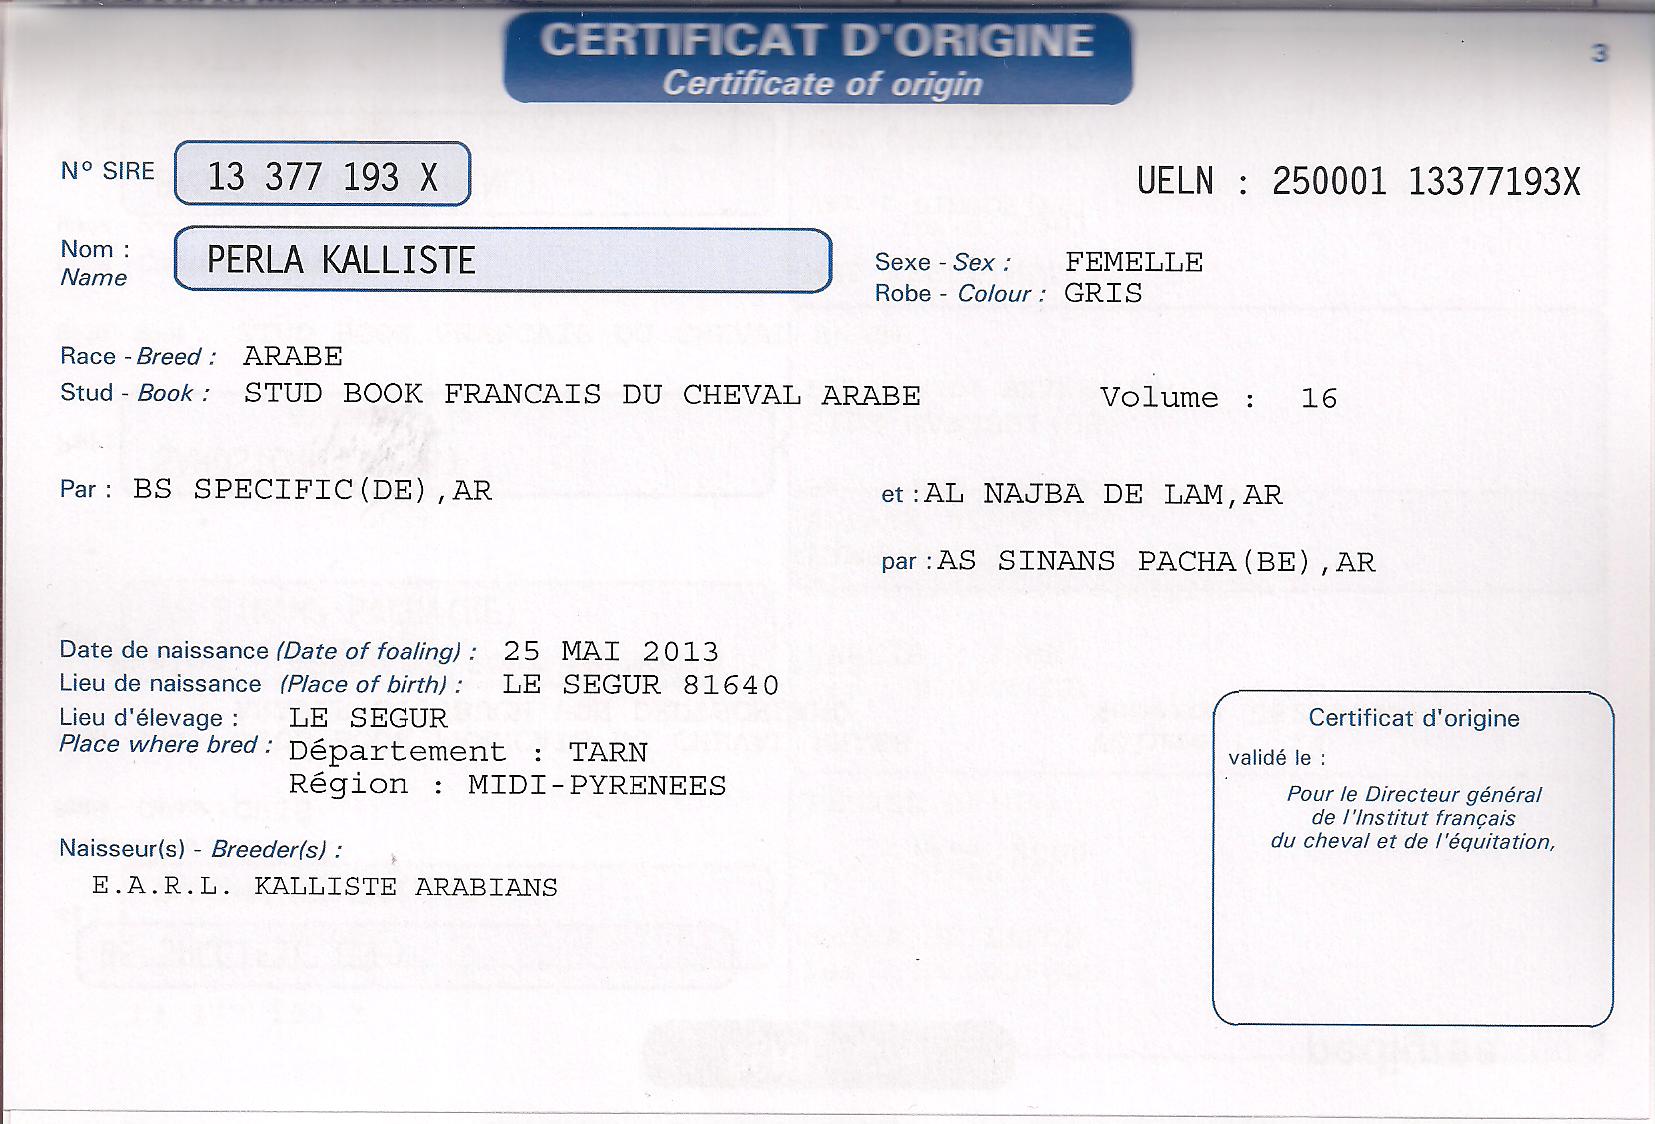 CERTIFICAT D'ORIGINE
Certificate of origin
3
N° SIRE 13 377 193 X
UELN : 250001 13377193X
Nom : PERLA KALLISTE
Name
Sexe - Sex : FEMELLE
Robe - Colour : GRIS
Race - Breed : ARABE
Stud - Book : STUD BOOK FRANCAIS DU CHEVAL ARABE Volume : 16
Par : BS SPECIFIC(DE),AR
et : AL NAJBA DE LAM,AR
par : AS SINANS PACHA(BE),AR
Date de naissance (Date of foaling) : 25 MAI 2013
Lieu de naissance (Place of birth) : LE SEGUR 81640
Lieu d'élevage : LE SEGUR
Place where bred : Département : TARN
Région : MIDI-PYRENEES
Naisseur(s) - Breeder(s) :
E.A.R.L. KALLISTE ARABIANS
Certificat d'origine
validé le :
Pour le Directeur général
de l'Institut français
du cheval et de l'équitation,